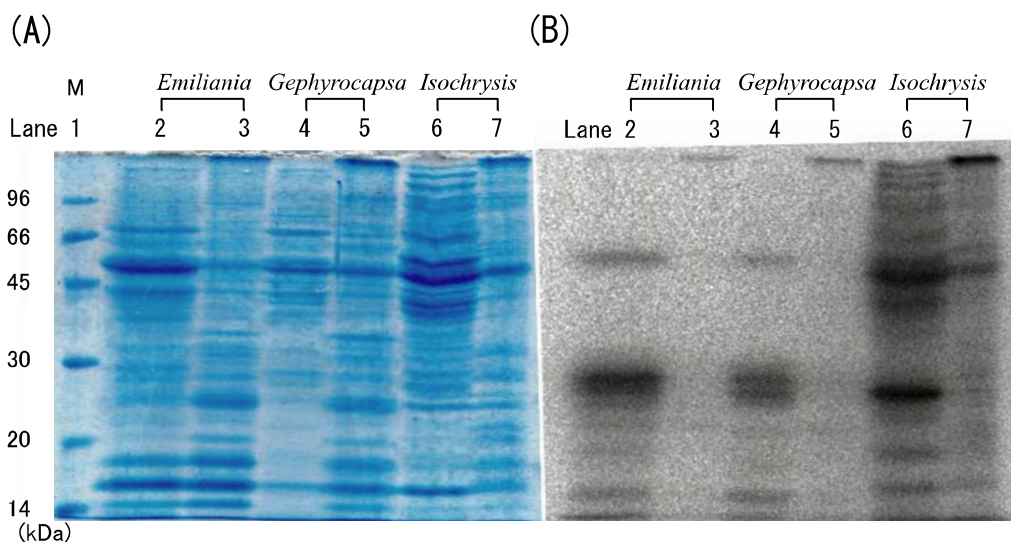 (A) (B)
M Emiliania Gephyrocapsa Isochrysis Emiliania Gephyrocapsa Isochrysis
Lane 1 2 3 4 5 6 7 Lane 2 3 4 5 6 7
96
66
45
30
20
14
(kDa)